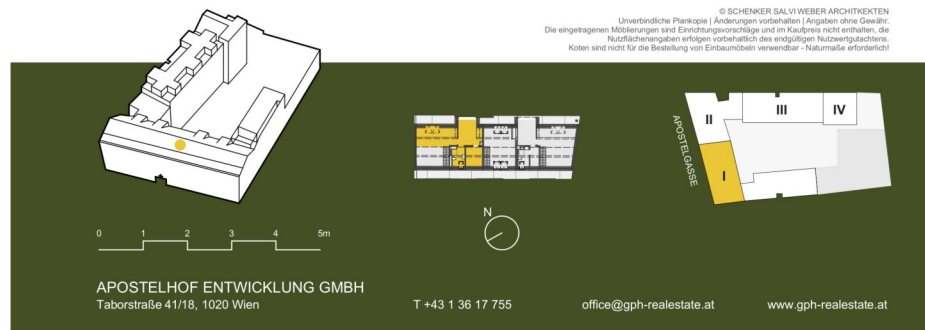 © SCHENKER SALVI WEBER ARCHITKEKTEN
Unverbindliche Plankopie | Änderungen vorbehalten | Angaben ohne Gewähr.
Die eingetragenen Möblierungen sind Einrichtungsvorschläge und im Kaufpreis nicht enthalten, die
Nutzflächenangaben erfolgen vorbehaltlich des endgültigen Nutzwertgutachtens.
Koten sind nicht für die Bestellung von Einbaumöbeln verwendbar - Naturmaße erforderlich!
II
III
IV
APOSTELGASSE
I
N
0 1 2 3 4 5m
APOSTELHOF ENTWICKLUNG GMBH
Taborstraße 41/18, 1020 Wien
T +43 1 36 17 755
office@gph-realestate.at
www.gph-realestate.at